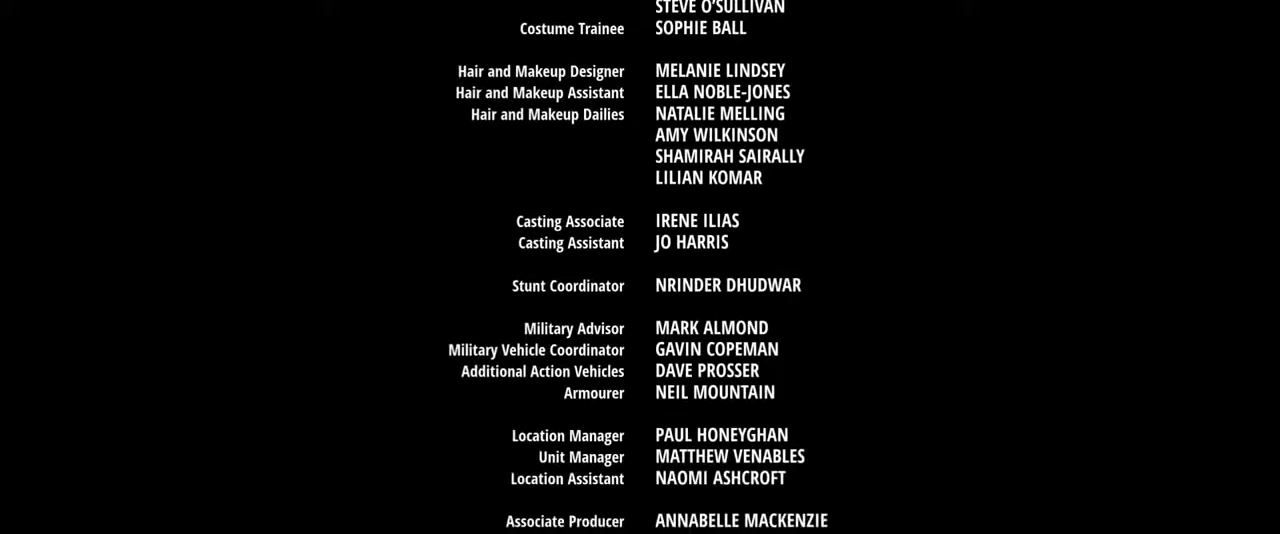 STEVE O'SULLIVAN
Costume Trainee SOPHIE BALL
Hair and Makeup Designer MELANIE LINDSEY
Hair and Makeup Assistant ELLA NOBLE-JONES
Hair and Makeup Dailies NATALIE MELLING
AMY WILKINSON
SHAMIRAH SAIRALLY
LILIAN KOMAR
Casting Associate IRENE ILIAS
Casting Assistant JO HARRIS
Stunt Coordinator NRINDER DHUDWAR
Military Advisor MARK ALMOND
Military Vehicle Coordinator GAVIN COPEMAN
Additional Action Vehicles DAVE PROSSER
Armourer NEIL MOUNTAIN
Location Manager PAUL HONEYGHAN
Unit Manager MATTHEW VENABLES
Location Assistant NAOMI ASHCROFT
Associate Producer ANNABELLE MACKENZIE